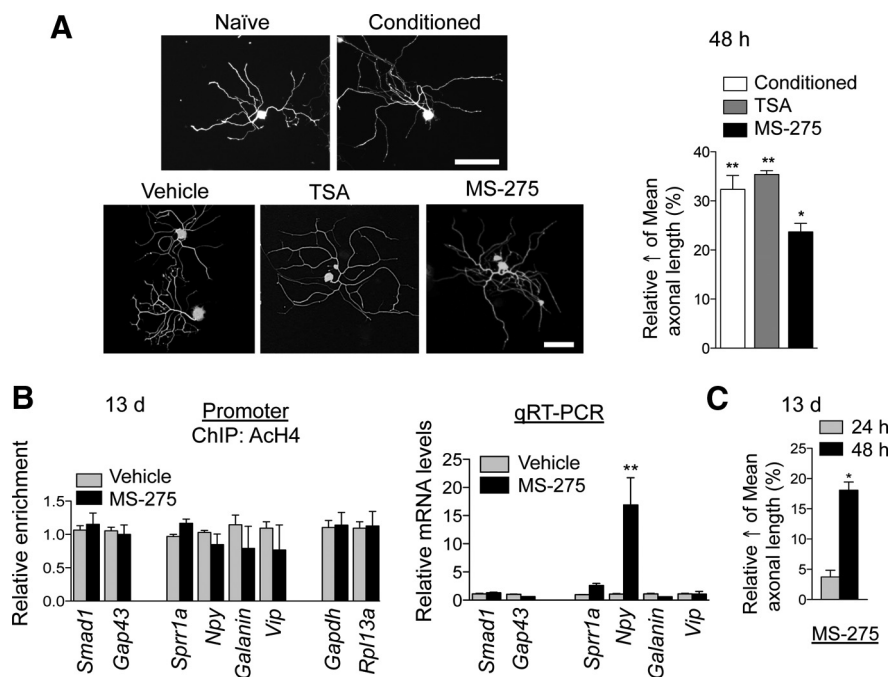 A
Naïve
Conditioned
Vehicle
TSA
MS-275
48 h
Conditioned
TSA
MS-275
Relative ↑ of Mean
axonal length (%)
40
30
20
10
0
**
**
*
B
13 d
Promoter
ChIP: AcH4
Vehicle
MS-275
Relative enrichment
1.5
1.0
0.5
0.0
Smad1
Gap43
Sprr1a
Npy
Galanin
Vip
Gapdh
Rpl13a
qRT-PCR
Vehicle
MS-275
Relative mRNA levels
25
20
15
10
5
0
**
Smad1
Gap43
Sprr1a
Npy
Galanin
Vip
C
13 d
24 h
48 h
Relative ↑ of Mean
axonal length (%)
25
20
15
10
5
0
*
MS-275